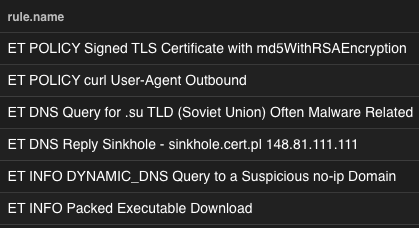 rule.name
ET POLICY Signed TLS Certificate with md5WithRSAEncryption
ET POLICY curl User-Agent Outbound
ET DNS Query for .su TLD (Soviet Union) Often Malware Related
ET DNS Reply Sinkhole - sinkhole.cert.pl 148.81.111.111
ET INFO DYNAMIC_DNS Query to a Suspicious no-ip Domain
ET INFO Packed Executable Download